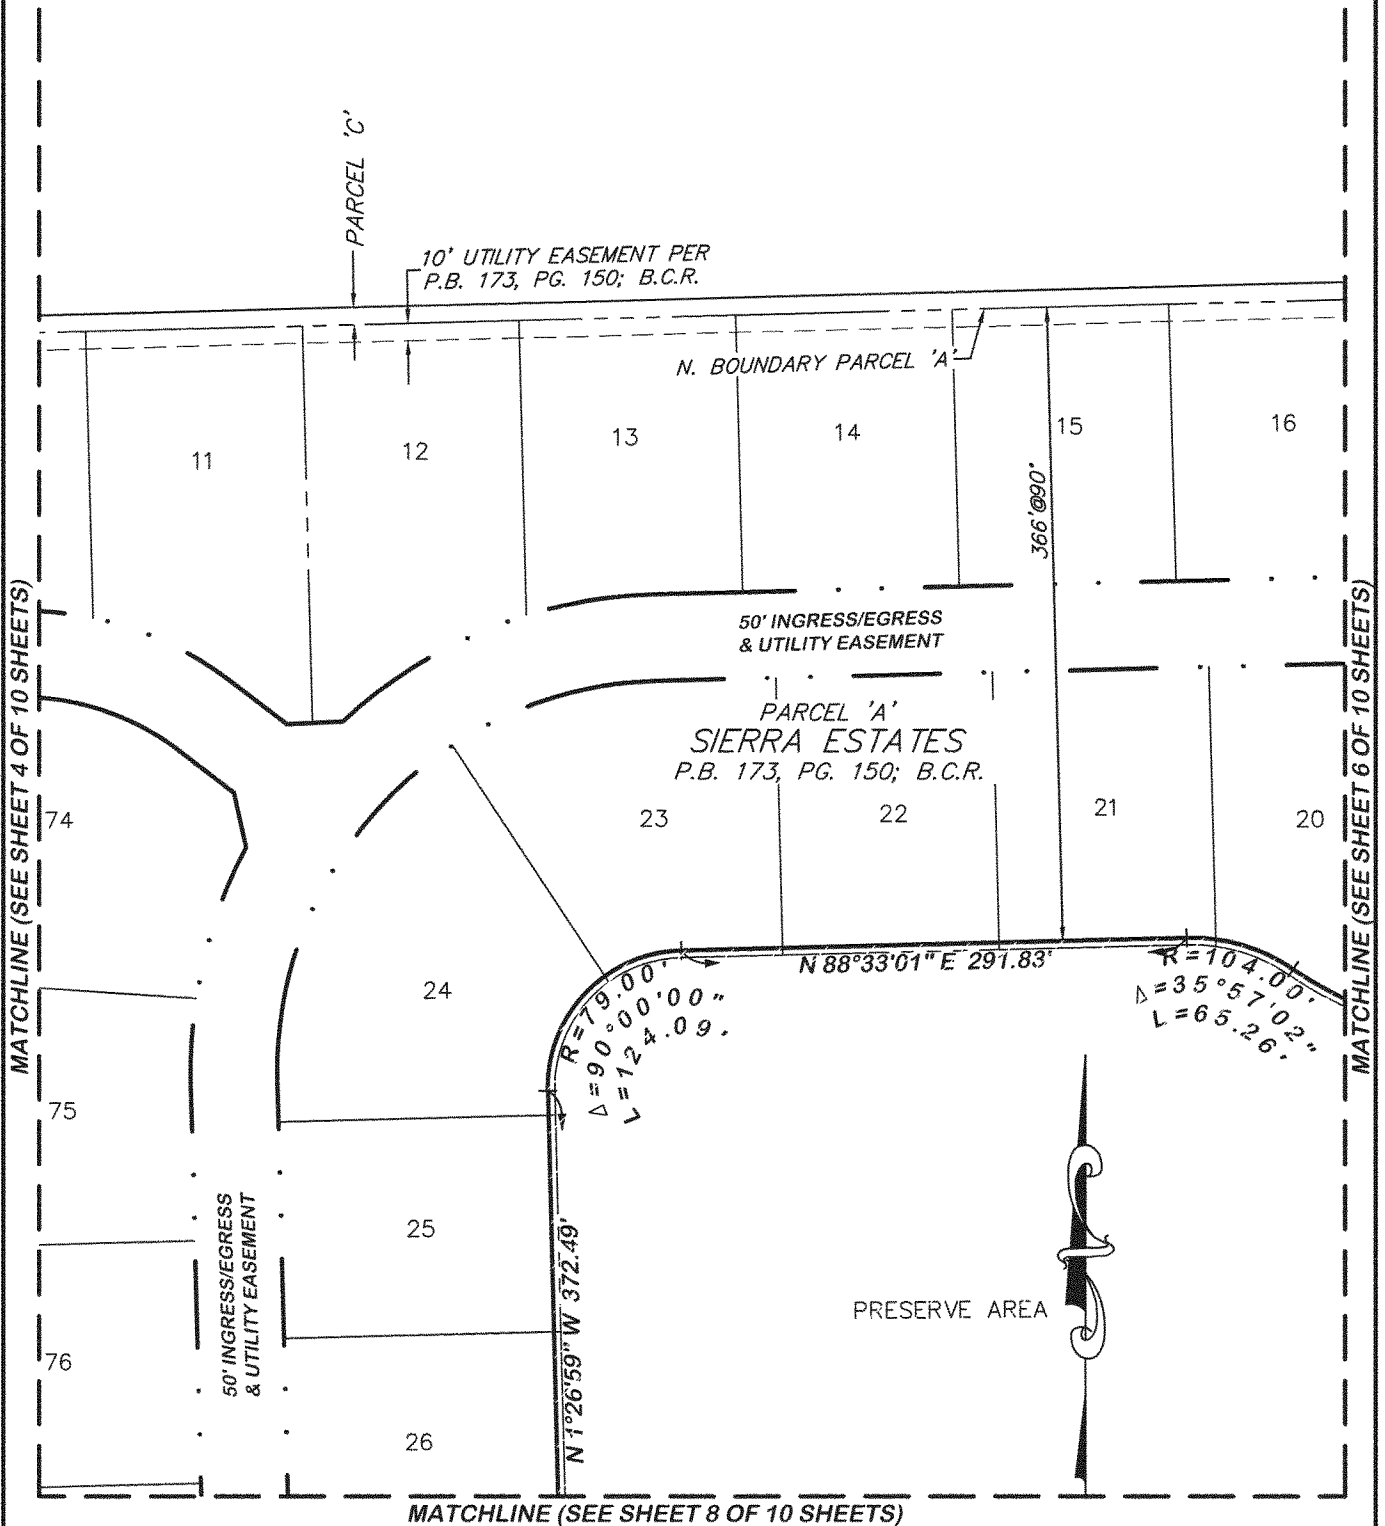 PARCEL 'C'
10' UTILITY EASEMENT PER
P.B. 173, PG. 150; B.C.R.
N. BOUNDARY PARCEL 'A'
11
12
13
14
15
16
366'@90°
MATCHLINE (SEE SHEET 4 OF 10 SHEETS)
MATCHLINE (SEE SHEET 6 OF 10 SHEETS)
50' INGRESS/EGRESS
& UTILITY EASEMENT
PARCEL 'A'
SIERRA ESTATES
P.B. 173, PG. 150; B.C.R.
74
23
22
21
20
24
N 88°33'01" E 291.83'
R=79.00'
Δ=90°00'00"
L=124.09'
R=104.00'
Δ=35°57'02"
L=65.26'
75
25
50' INGRESS/EGRESS
& UTILITY EASEMENT
N 1°26'59" W 372.49'
PRESERVE AREA
76
26
MATCHLINE (SEE SHEET 8 OF 10 SHEETS)